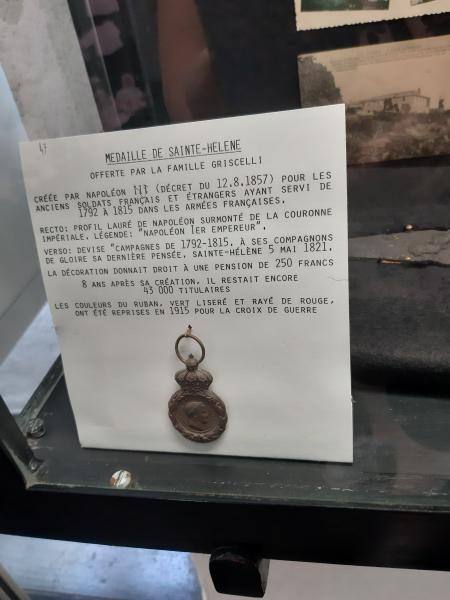 47
MEDAILLE DE SAINTE-HELENE
OFFERTE PAR LA FAMILLE GRISCELLI
CRÉÉE PAR NAPOLÉON III (DÉCRET DU 12.8.1857) POUR LES
ANCIENS SOLDATS FRANÇAIS ET ÉTRANGERS AYANT SERVI DE
1792 À 1815 DANS LES ARMÉES FRANÇAISES.
RECTO: PROFIL LAURÉ DE NAPOLÉON SURMONTÉ DE LA COURONNE
IMPÉRIALE. LÉGENDE: "NAPOLÉON 1ER EMPEREUR".
VERSO: DEVISE "CAMPAGNES DE 1792-1815. À SES COMPAGNONS
DE GLOIRE SA DERNIÈRE PENSÉE. SAINTE-HÉLÈNE 5 MAI 1821.
LA DÉCORATION DONNAIT DROIT À UNE PENSION DE 250 FRANCS
8 ANS APRÈS SA CRÉATION, IL RESTAIT ENCORE
43 000 TITULAIRES
LES COULEURS DU RUBAN, VERT LISERÉ ET RAYÉ DE ROUGE,
ONT ÉTÉ REPRISES EN 1915 POUR LA CROIX DE GUERRE